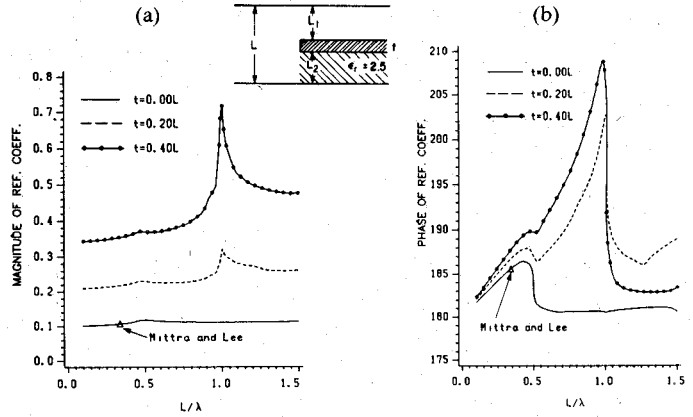 (a)
L
L₁
t
L₂
εᵣ = 2.5
(b)
0.8
0.7
0.6
0.5
0.4
0.3
0.2
0.1
0.0
MAGNITUDE OF REF. COEFF.
t=0.00L
t=0.20L
t=0.40L
Mittra and Lee
0.0 0.5 1.0 1.5
L/λ
210
205
200
195
190
185
180
175
PHASE OF REF. COEFF.
t=0.00L
t=0.20L
t=0.40L
Mittra and Lee
0.0 0.5 1.0 1.5
L/λ